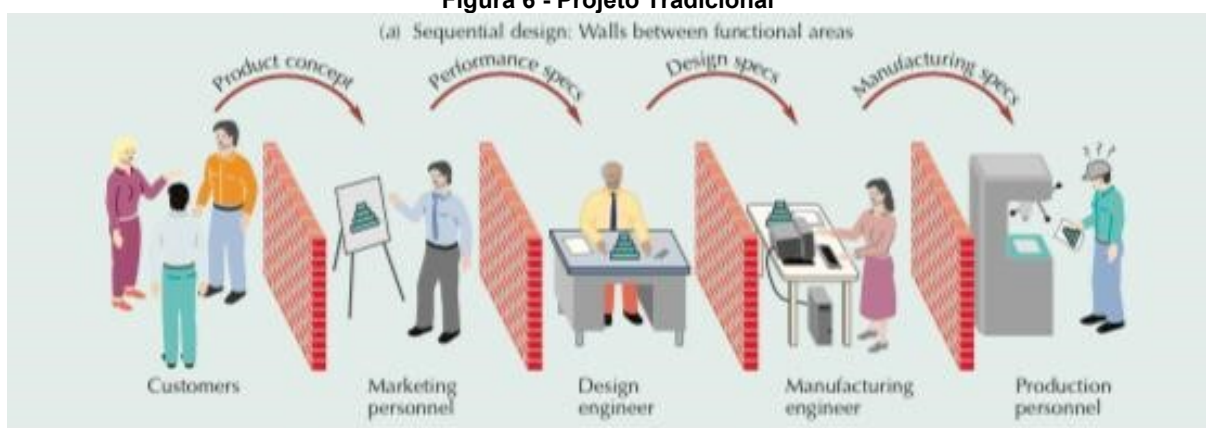 Figura 6 - Projeto Tradicional
(a) Sequential design: Walls between functional areas
Product concept
Performance specs
Design specs
Manufacturing specs
? ? ?
Customers
Marketing
personnel
Design
engineer
Manufacturing
engineer
Production
personnel